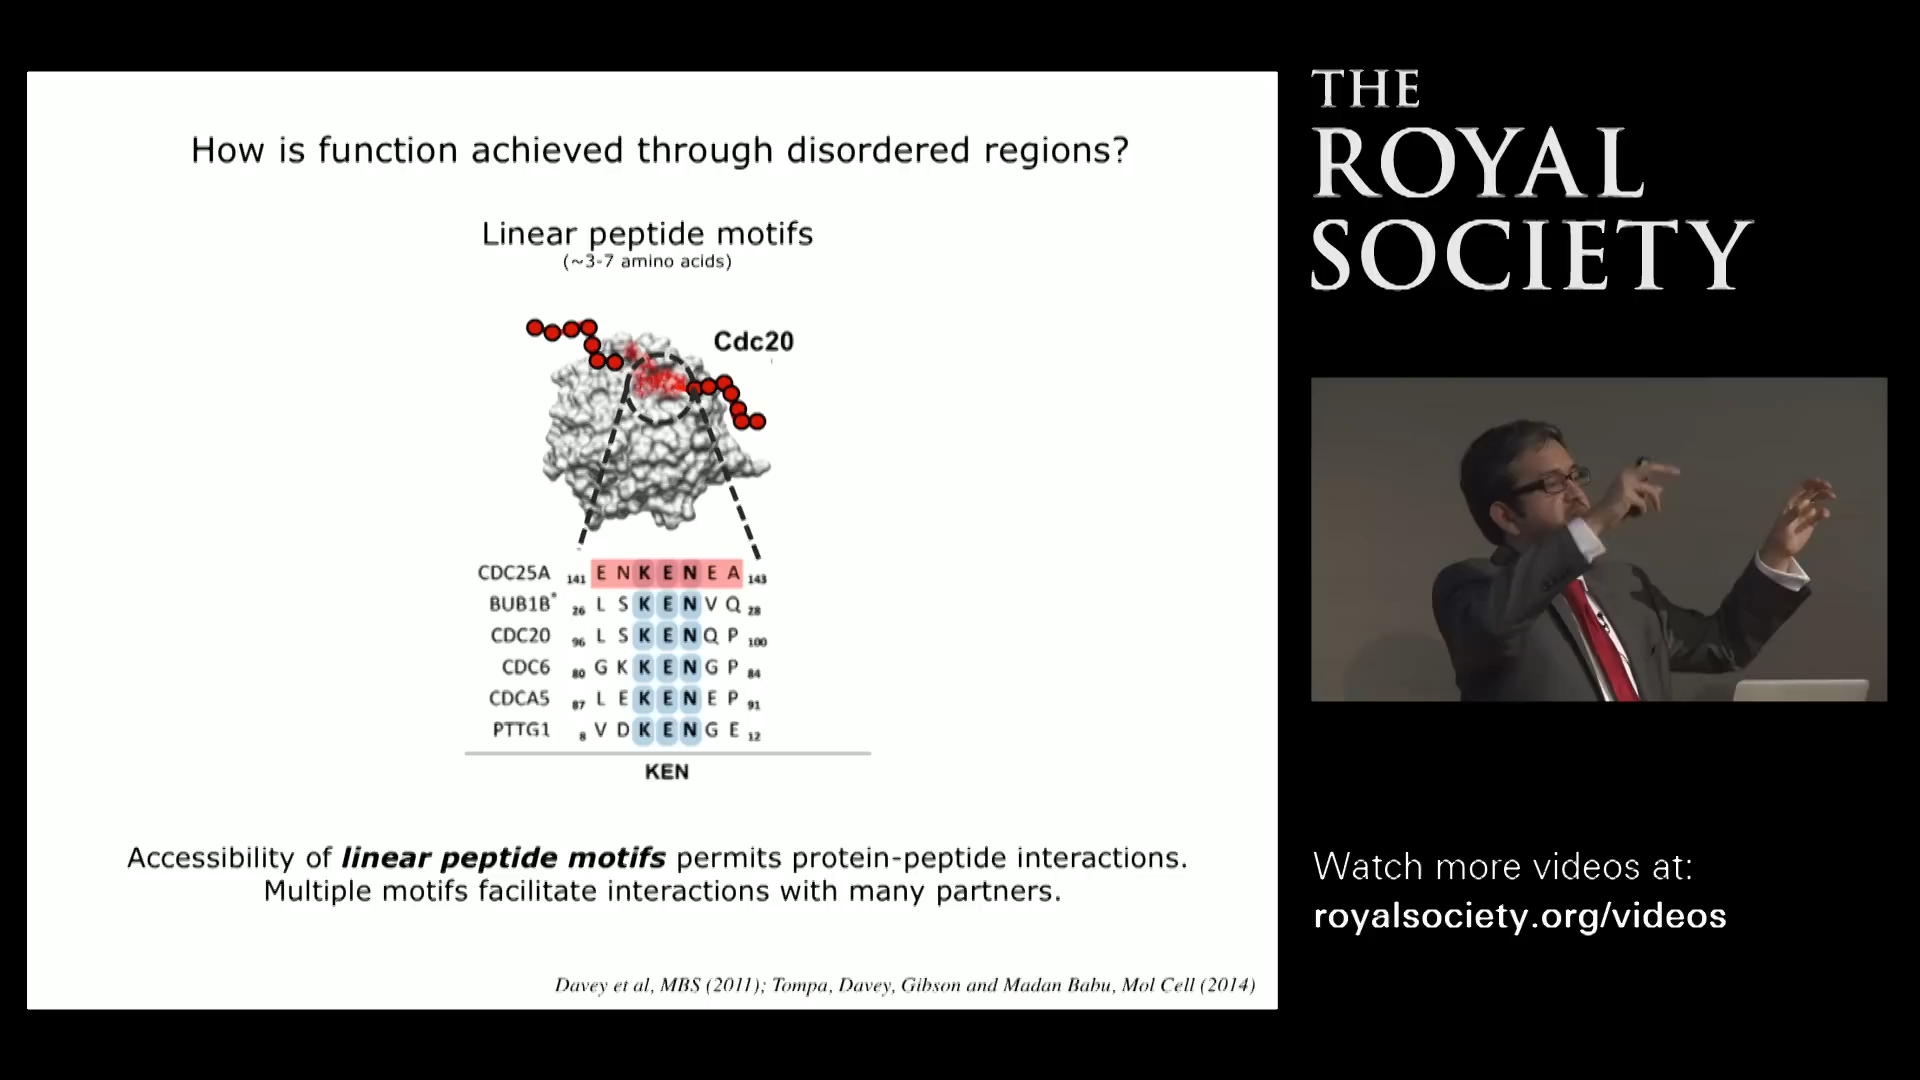 How is function achieved through disordered regions?
Linear peptide motifs
(~3-7 amino acids)
Cdc20
CDC25A 141 E N K E N E A 143
BUB1B* 26 L S K E N V Q 28
CDC20 96 L S K E N Q P 100
CDC6 80 G K K E N G P 84
CDCA5 87 L E K E N E P 91
PTTG1 8 V D K E N G E 12
KEN
Accessibility of linear peptide motifs permits protein-peptide interactions.
Multiple motifs facilitate interactions with many partners.
Davey et al, MBS (2011); Tompa, Davey, Gibson and Madan Babu, Mol Cell (2014)
THE
ROYAL
SOCIETY
Watch more videos at:
royalsociety.org/videos